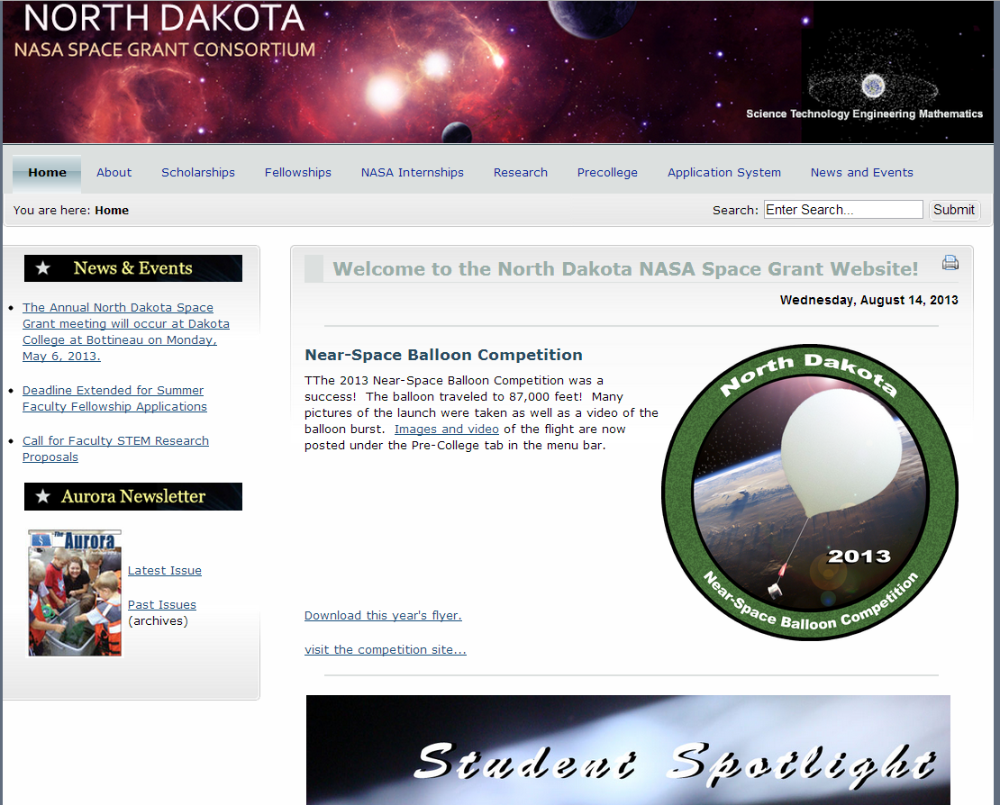 NORTH DAKOTA
NASA SPACE GRANT CONSORTIUM
Science Technology Engineering Mathematics
Home About Scholarships Fellowships NASA Internships Research Precollege Application System News and Events
You are here: Home Search: Enter Search... Submit
News & Events
The Annual North Dakota Space
Grant meeting will occur at Dakota
College at Bottineau on Monday,
May 6, 2013.
Deadline Extended for Summer
Faculty Fellowship Applications
Call for Faculty STEM Research
Proposals
Aurora Newsletter
The Aurora
Latest Issue
Past Issues
(archives)
Welcome to the North Dakota NASA Space Grant Website!
Wednesday, August 14, 2013
Near-Space Balloon Competition
TThe 2013 Near-Space Balloon Competition was a
success! The balloon traveled to 87,000 feet! Many
pictures of the launch were taken as well as a video of the
balloon burst. Images and video of the flight are now
posted under the Pre-College tab in the menu bar.
North Dakota
2013
Near-Space Balloon Competition
Download this year's flyer.
visit the competition site...
Student Spotlight